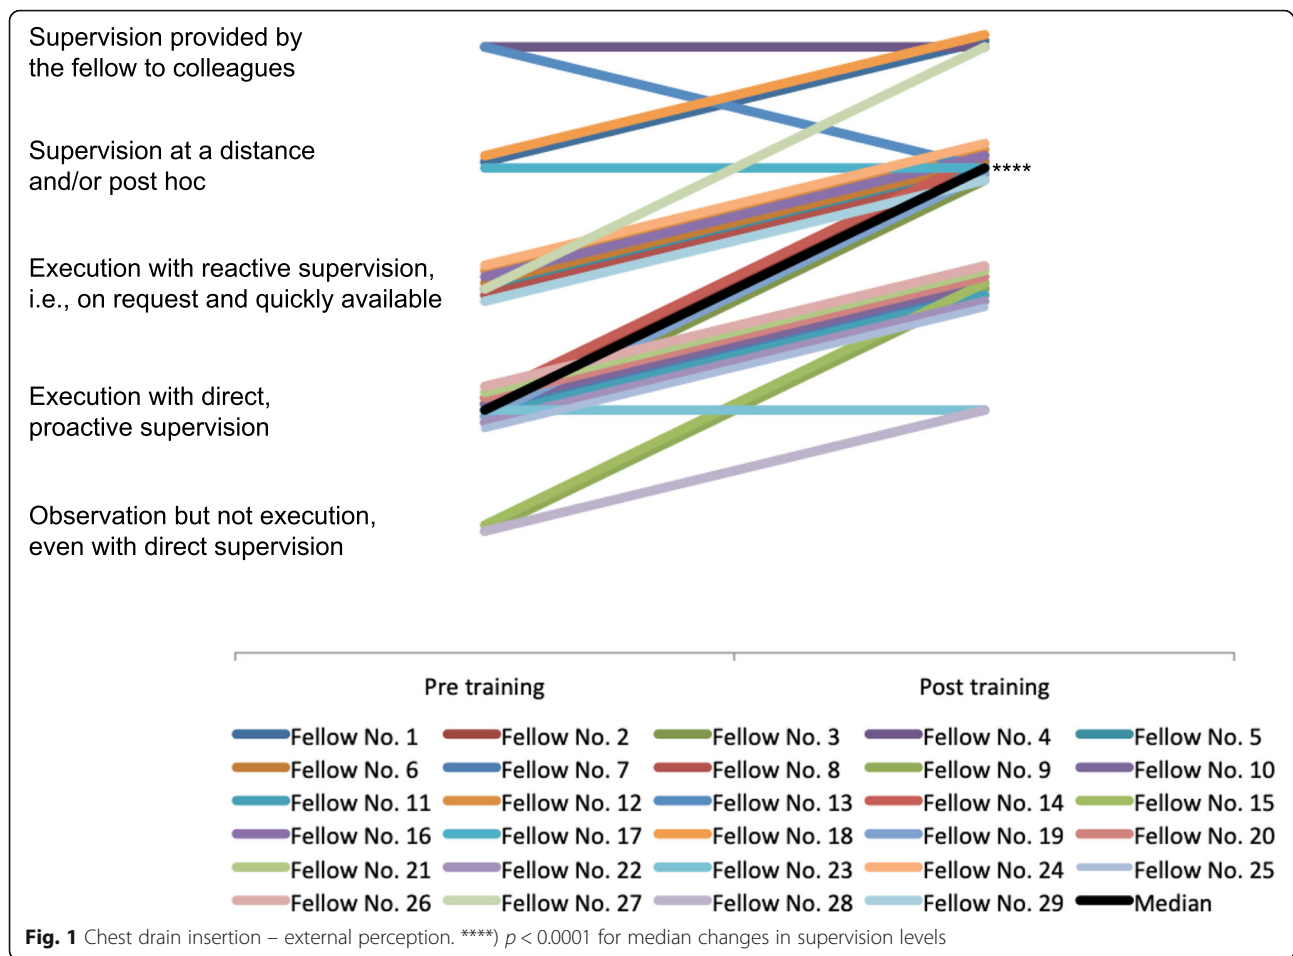 Supervision provided by
the fellow to colleagues
Supervision at a distance
and/or post hoc
****
Execution with reactive supervision,
i.e., on request and quickly available
Execution with direct,
proactive supervision
Observation but not execution,
even with direct supervision
Pre training Post training
Fellow No. 1 Fellow No. 2 Fellow No. 3 Fellow No. 4 Fellow No. 5
Fellow No. 6 Fellow No. 7 Fellow No. 8 Fellow No. 9 Fellow No. 10
Fellow No. 11 Fellow No. 12 Fellow No. 13 Fellow No. 14 Fellow No. 15
Fellow No. 16 Fellow No. 17 Fellow No. 18 Fellow No. 19 Fellow No. 20
Fellow No. 21 Fellow No. 22 Fellow No. 23 Fellow No. 24 Fellow No. 25
Fellow No. 26 Fellow No. 27 Fellow No. 28 Fellow No. 29 Median
Fig. 1 Chest drain insertion – external perception. ****) p < 0.0001 for median changes in supervision levels